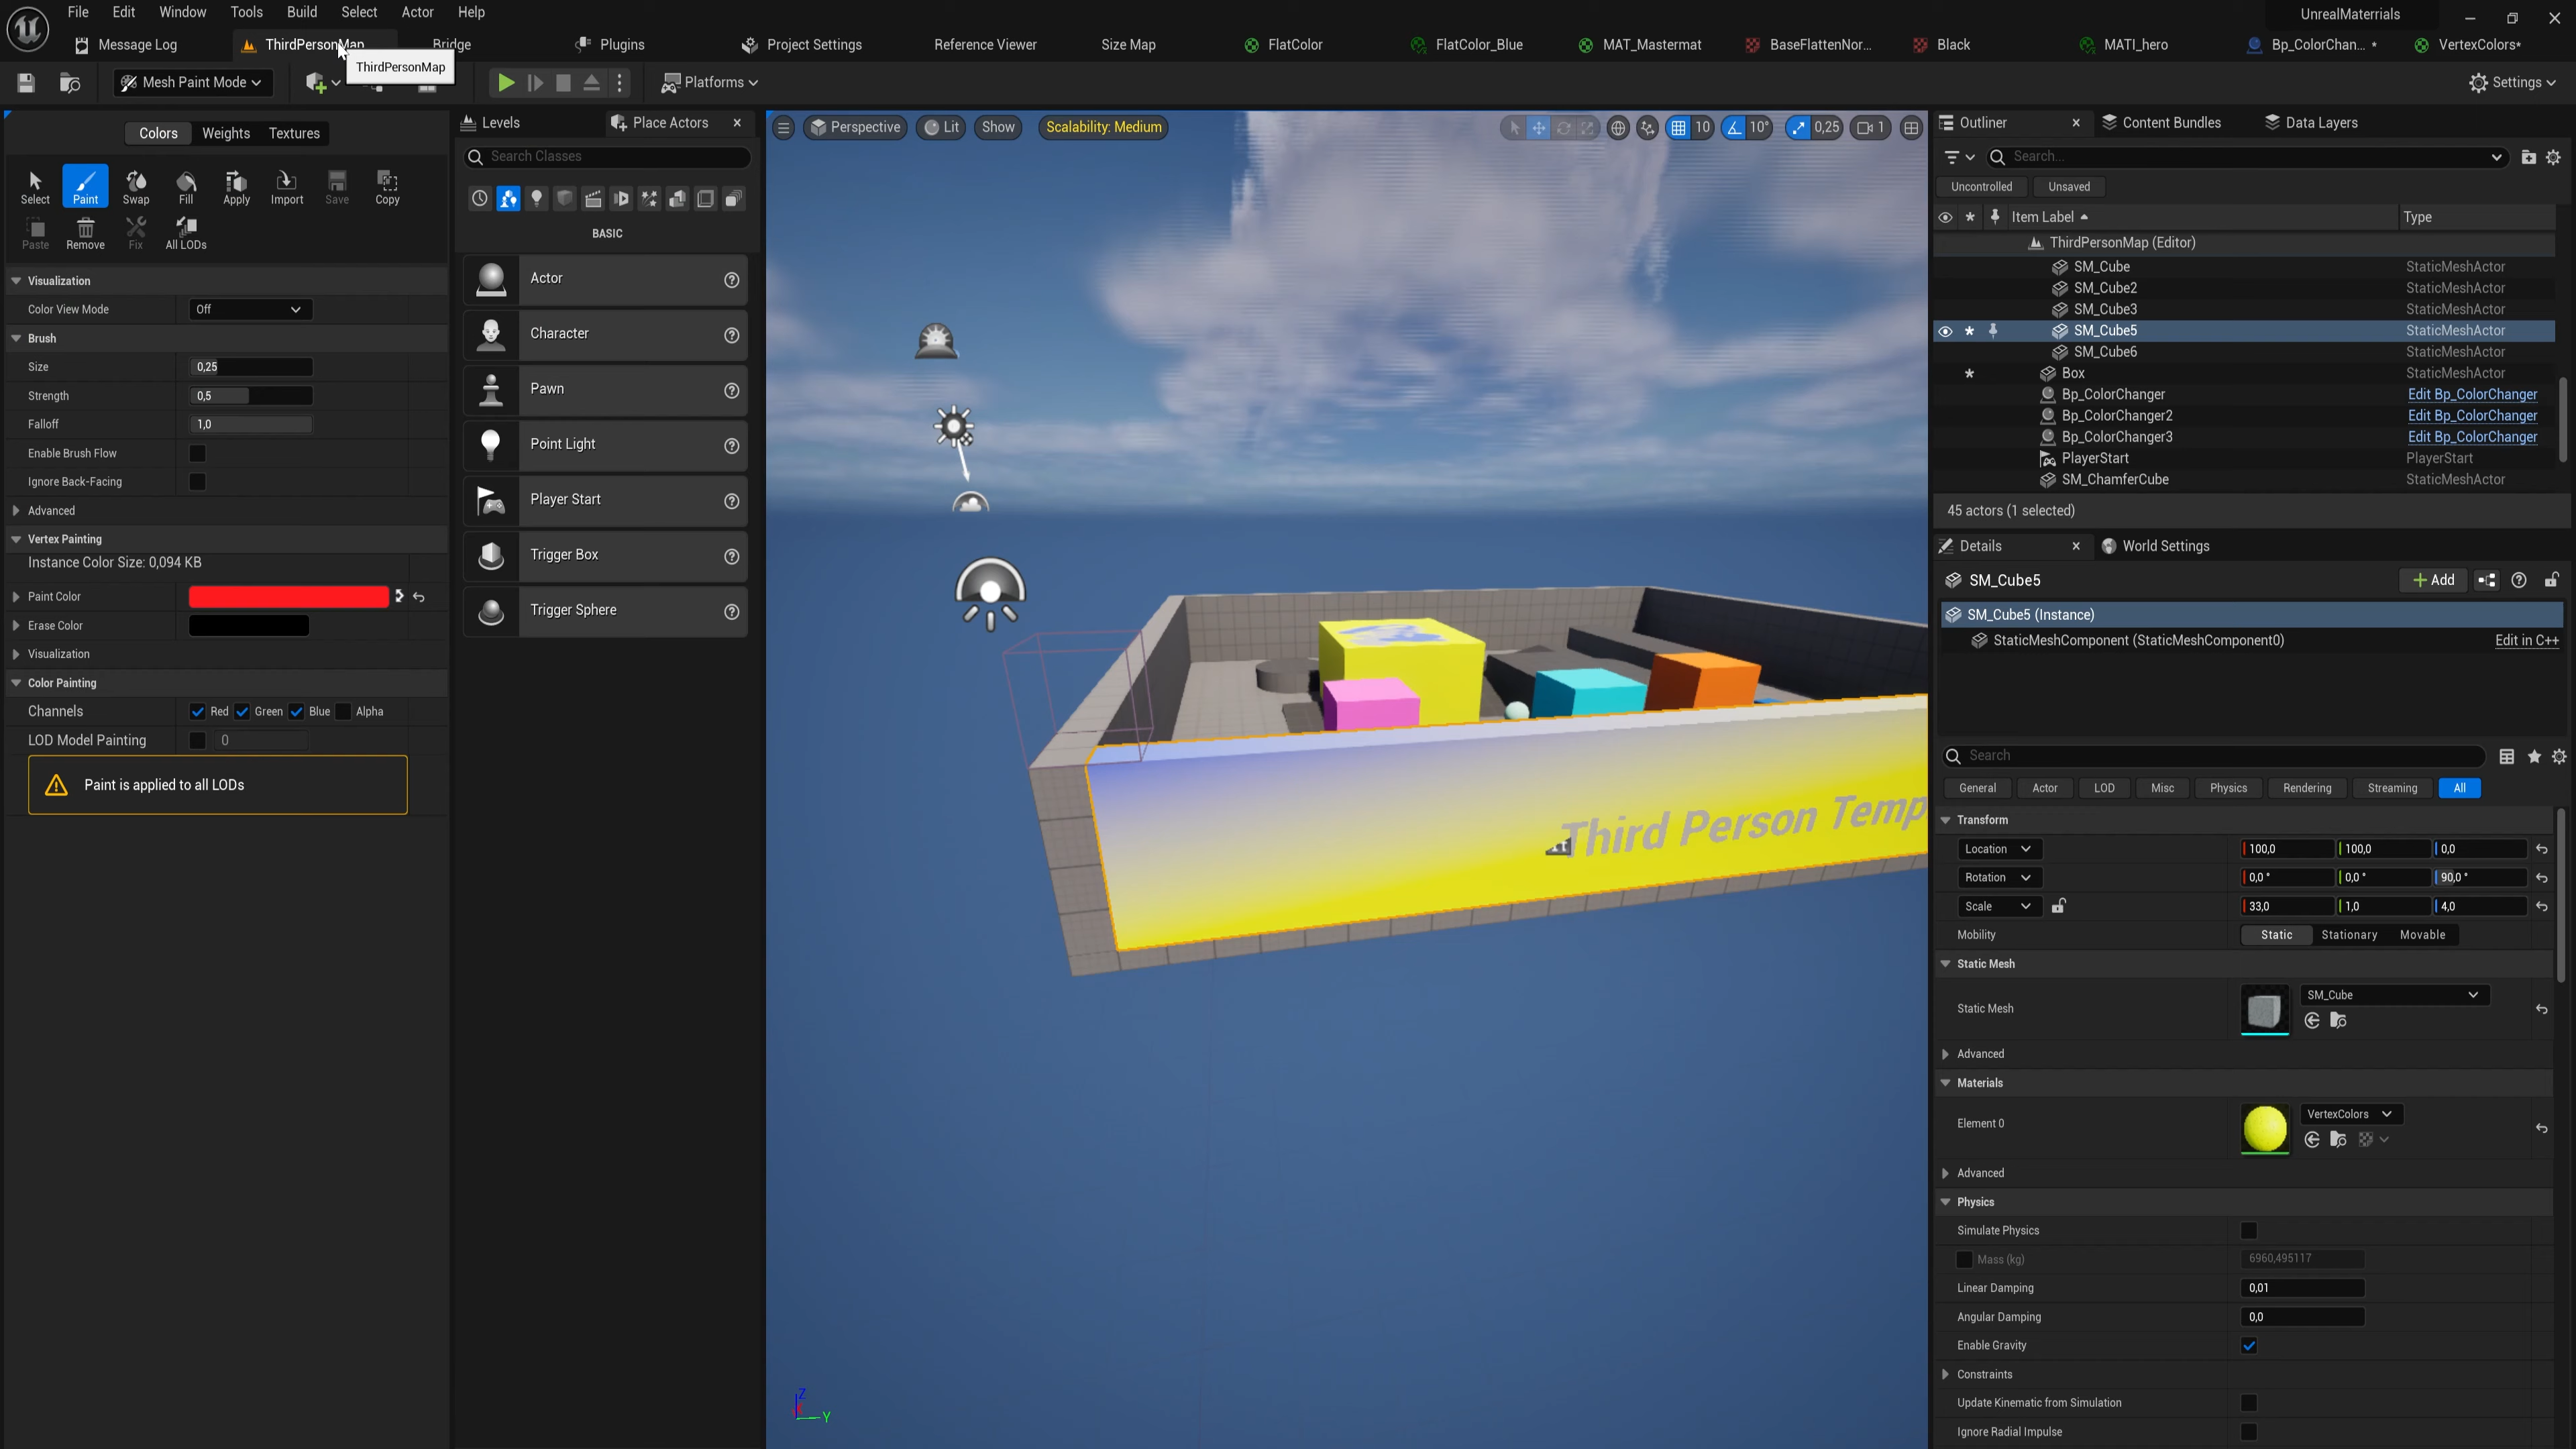 File Edit Window Tools Build Select Actor Help
UnrealMaterrials
Message Log ThirdPersonMap Bridge Plugins Project Settings Reference Viewer Size Map FlatColor FlatColor_Blue MAT_Mastermat BaseFlattenNor... Black MATI_hero Bp_ColorChan... * VertexColors*
ThirdPersonMap
Mesh Paint Mode Platforms Settings
Colors Weights Textures
Select Paint Swap Fill Apply Import Save Copy
Paste Remove Fix All LODs
Visualization
Color View Mode Off
Brush
Size 0,25
Strength 0,5
Falloff 1,0
Enable Brush Flow
Ignore Back-Facing
Advanced
Vertex Painting
Instance Color Size: 0,094 KB
Paint Color
Erase Color
Visualization
Color Painting
Channels Red Green Blue Alpha
LOD Model Painting 0
Paint is applied to all LODs
Levels Place Actors
Search Classes
BASIC
Actor
Character
Pawn
Point Light
Player Start
Trigger Box
Trigger Sphere
Perspective Lit Show Scalability: Medium 10 10° 0,25 1
Third Person Temp
Z
Y
Outliner Content Bundles Data Layers
Search...
Uncontrolled Unsaved
Item Label Type
ThirdPersonMap (Editor)
SM_Cube StaticMeshActor
SM_Cube2 StaticMeshActor
SM_Cube3 StaticMeshActor
SM_Cube5 StaticMeshActor
SM_Cube6 StaticMeshActor
Box StaticMeshActor
Bp_ColorChanger Edit Bp_ColorChanger
Bp_ColorChanger2 Edit Bp_ColorChanger
Bp_ColorChanger3 Edit Bp_ColorChanger
PlayerStart PlayerStart
SM_ChamferCube StaticMeshActor
45 actors (1 selected)
Details World Settings
SM_Cube5 Add
SM_Cube5 (Instance)
StaticMeshComponent (StaticMeshComponent0) Edit in C++
Search
General Actor LOD Misc Physics Rendering Streaming All
Transform
Location 100,0 100,0 0,0
Rotation 0,0 ° 0,0 ° 90,0 °
Scale 33,0 1,0 4,0
Mobility Static Stationary Movable
Static Mesh
Static Mesh SM_Cube
Advanced
Materials
Element 0 VertexColors
Advanced
Physics
Simulate Physics
Mass (kg) 6960,495117
Linear Damping 0,01
Angular Damping 0,0
Enable Gravity
Constraints
Update Kinematic from Simulation
Ignore Radial Impulse